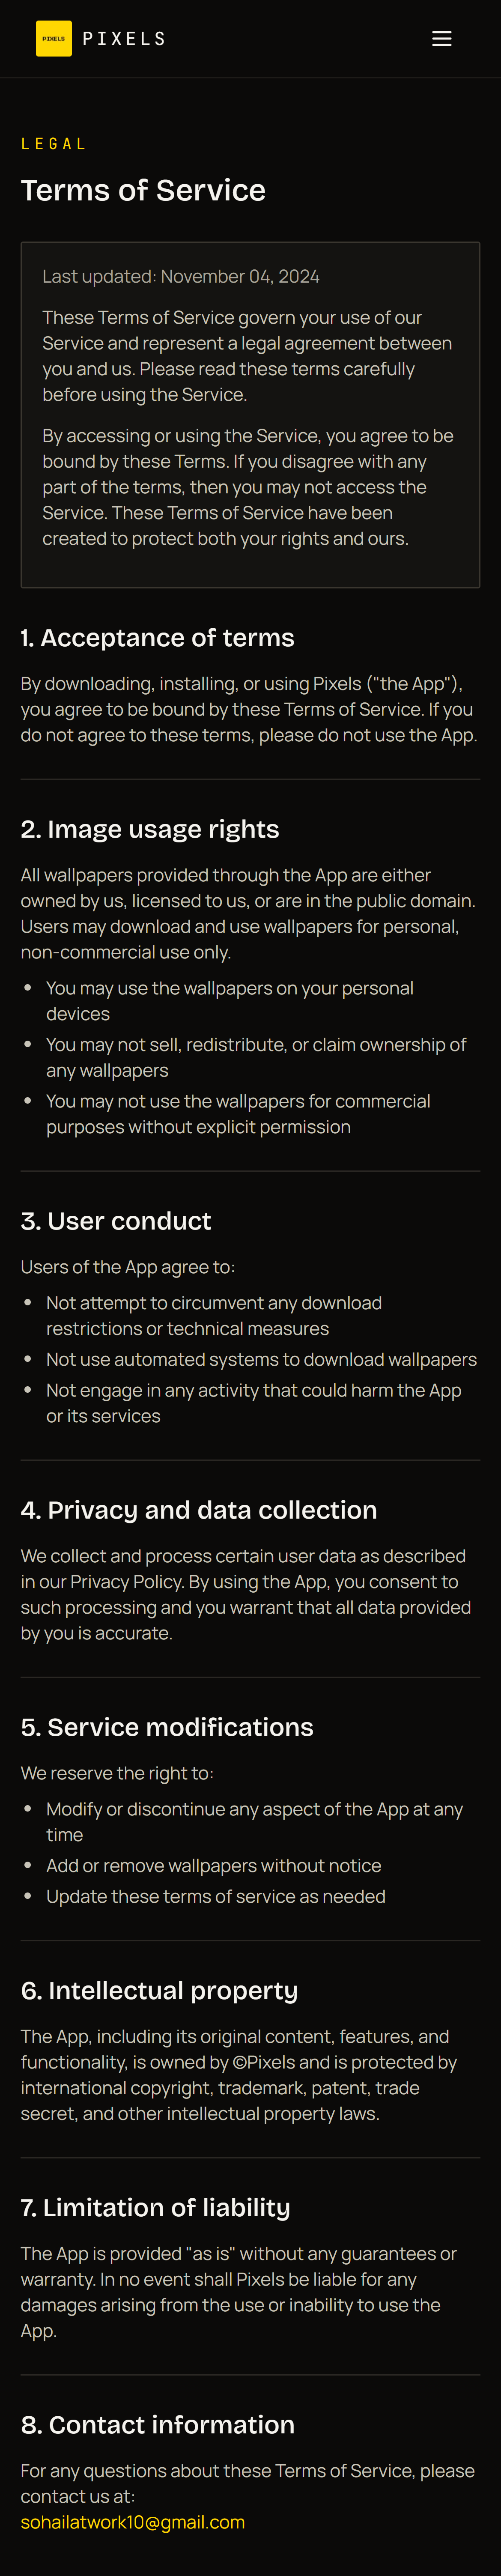 PIXELS
PIXELS
LEGAL
Terms of Service
Last updated: November 04, 2024
These Terms of Service govern your use of our
Service and represent a legal agreement between
you and us. Please read these terms carefully
before using the Service.
By accessing or using the Service, you agree to be
bound by these Terms. If you disagree with any
part of the terms, then you may not access the
Service. These Terms of Service have been
created to protect both your rights and ours.
1. Acceptance of terms
By downloading, installing, or using Pixels ("the App"),
you agree to be bound by these Terms of Service. If you
do not agree to these terms, please do not use the App.
2. Image usage rights
All wallpapers provided through the App are either
owned by us, licensed to us, or are in the public domain.
Users may download and use wallpapers for personal,
non-commercial use only.
• You may use the wallpapers on your personal
devices
• You may not sell, redistribute, or claim ownership of
any wallpapers
• You may not use the wallpapers for commercial
purposes without explicit permission
3. User conduct
Users of the App agree to:
• Not attempt to circumvent any download
restrictions or technical measures
• Not use automated systems to download wallpapers
• Not engage in any activity that could harm the App
or its services
4. Privacy and data collection
We collect and process certain user data as described
in our Privacy Policy. By using the App, you consent to
such processing and you warrant that all data provided
by you is accurate.
5. Service modifications
We reserve the right to:
• Modify or discontinue any aspect of the App at any
time
• Add or remove wallpapers without notice
• Update these terms of service as needed
6. Intellectual property
The App, including its original content, features, and
functionality, is owned by ©Pixels and is protected by
international copyright, trademark, patent, trade
secret, and other intellectual property laws.
7. Limitation of liability
The App is provided "as is" without any guarantees or
warranty. In no event shall Pixels be liable for any
damages arising from the use or inability to use the
App.
8. Contact information
For any questions about these Terms of Service, please
contact us at:
sohailatwork10@gmail.com